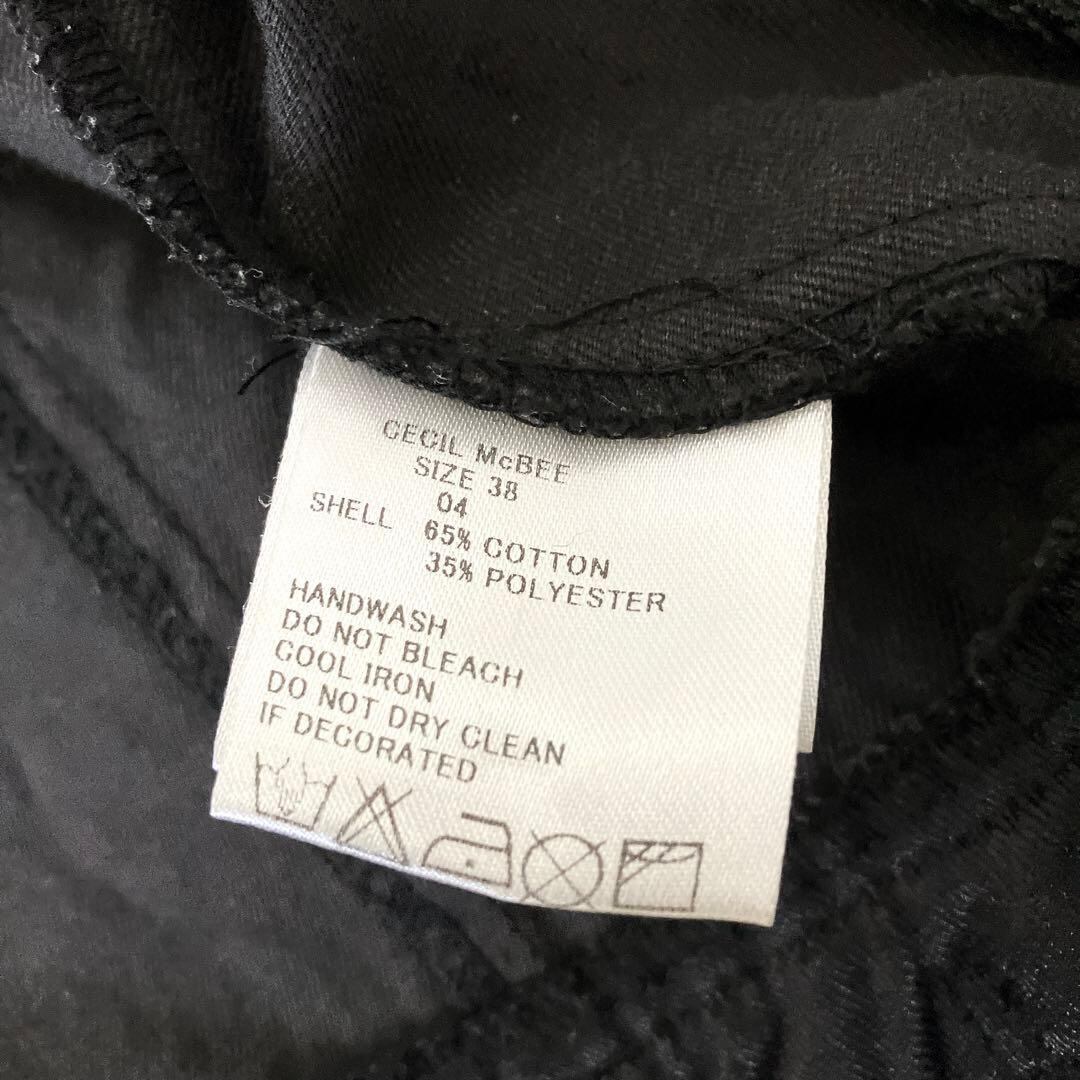 CECIL McBEE
SIZE 38
04
SHELL 65% COTTON
35% POLYESTER
HANDWASH
DO NOT BLEACH
COOL IRON
DO NOT DRY CLEAN
IF DECORATED